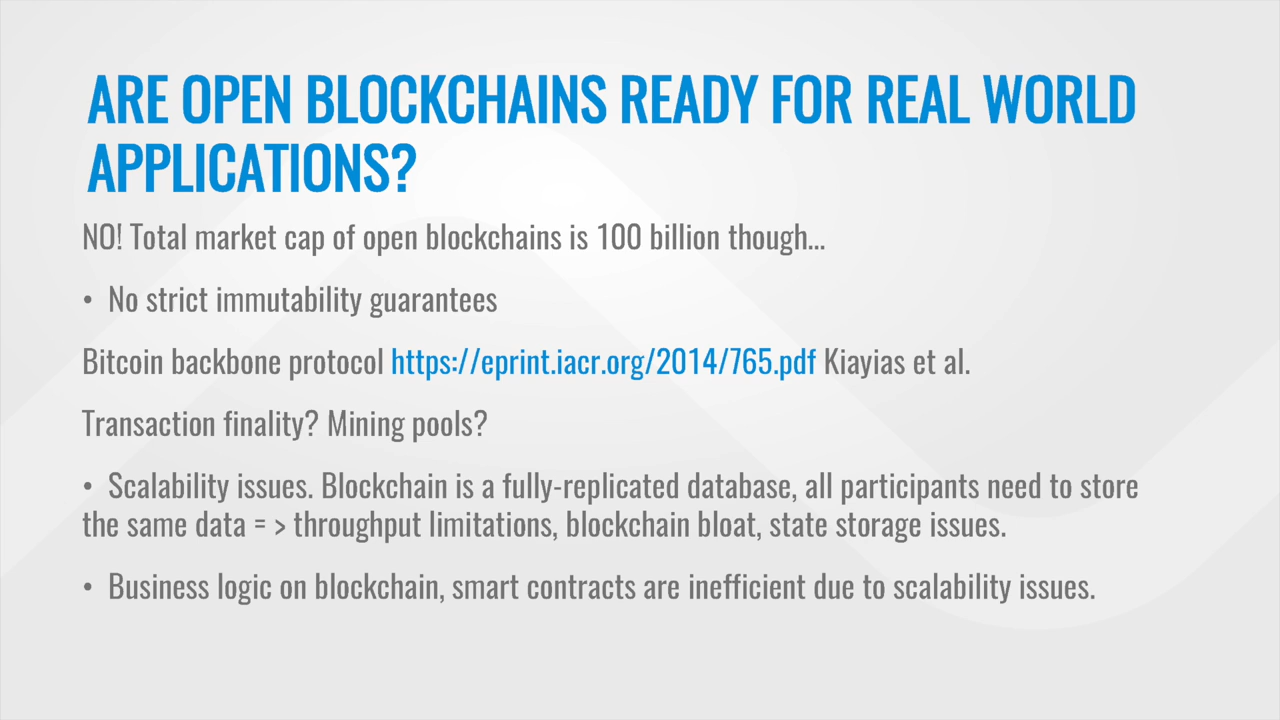 ARE OPEN BLOCKCHAINS READY FOR REAL WORLD
APPLICATIONS?
NO! Total market cap of open blockchains is 100 billion though...
• No strict immutability guarantees
Bitcoin backbone protocol https://eprint.iacr.org/2014/765.pdf Kiayias et al.
Transaction finality? Mining pools?
• Scalability issues. Blockchain is a fully-replicated database, all participants need to store
the same data = > throughput limitations, blockchain bloat, state storage issues.
• Business logic on blockchain, smart contracts are inefficient due to scalability issues.